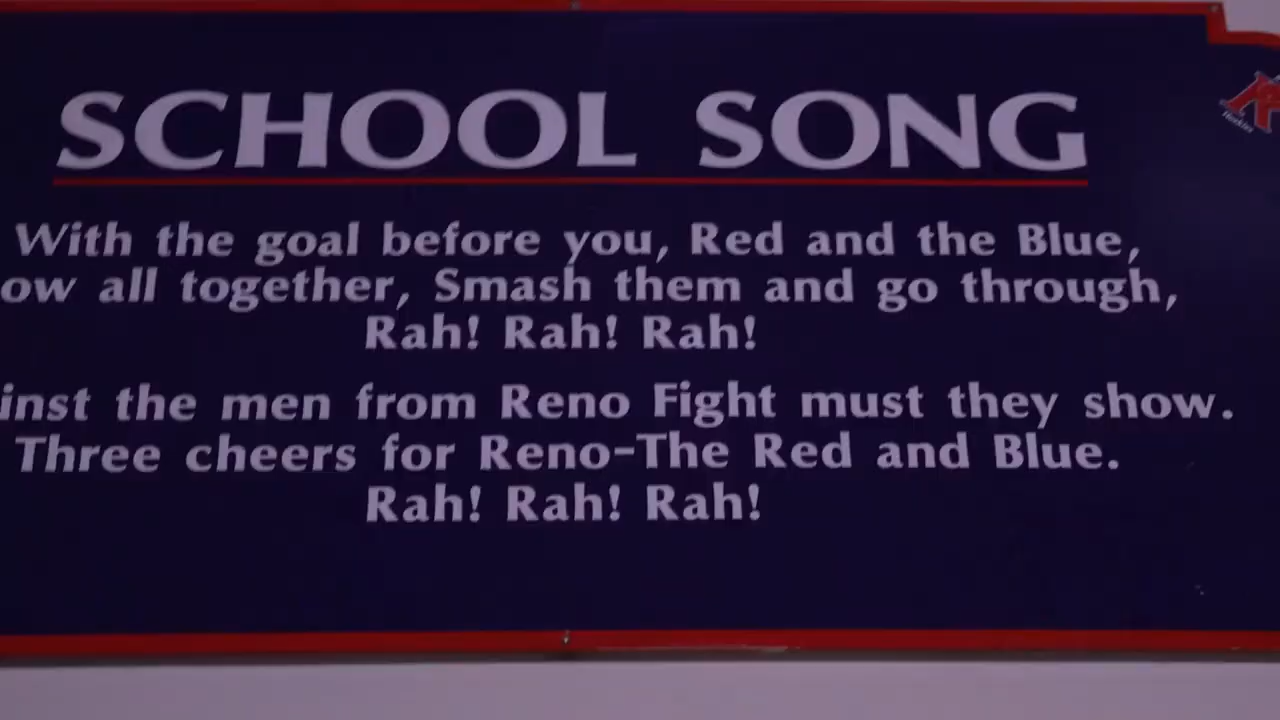 SCHOOL SONG
With the goal before you, Red and the Blue,
ow all together, Smash them and go through,
Rah! Rah! Rah!
inst the men from Reno Fight must they show.
Three cheers for Reno-The Red and Blue.
Rah! Rah! Rah!
Huskies